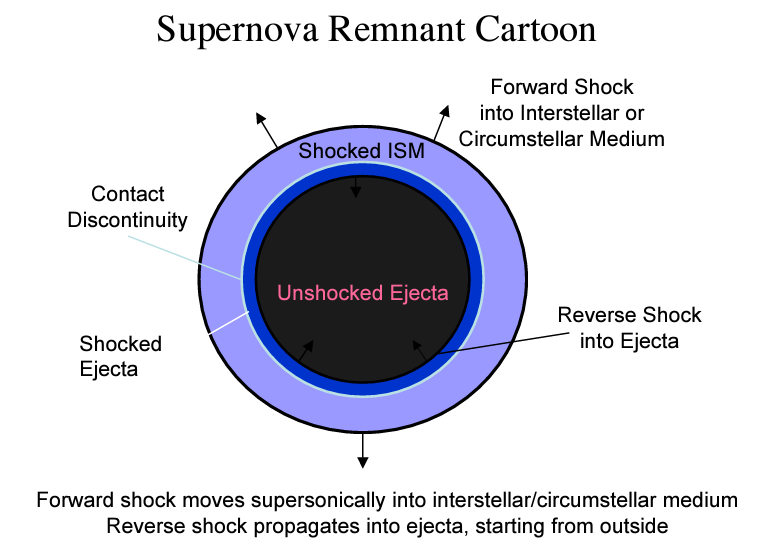 Supernova Remnant Cartoon
Forward Shock
into Interstellar or
Circumstellar Medium
Shocked ISM
Contact
Discontinuity
Unshocked Ejecta
Reverse Shock
into Ejecta
Shocked
Ejecta
Forward shock moves supersonically into interstellar/circumstellar medium
Reverse shock propagates into ejecta, starting from outside